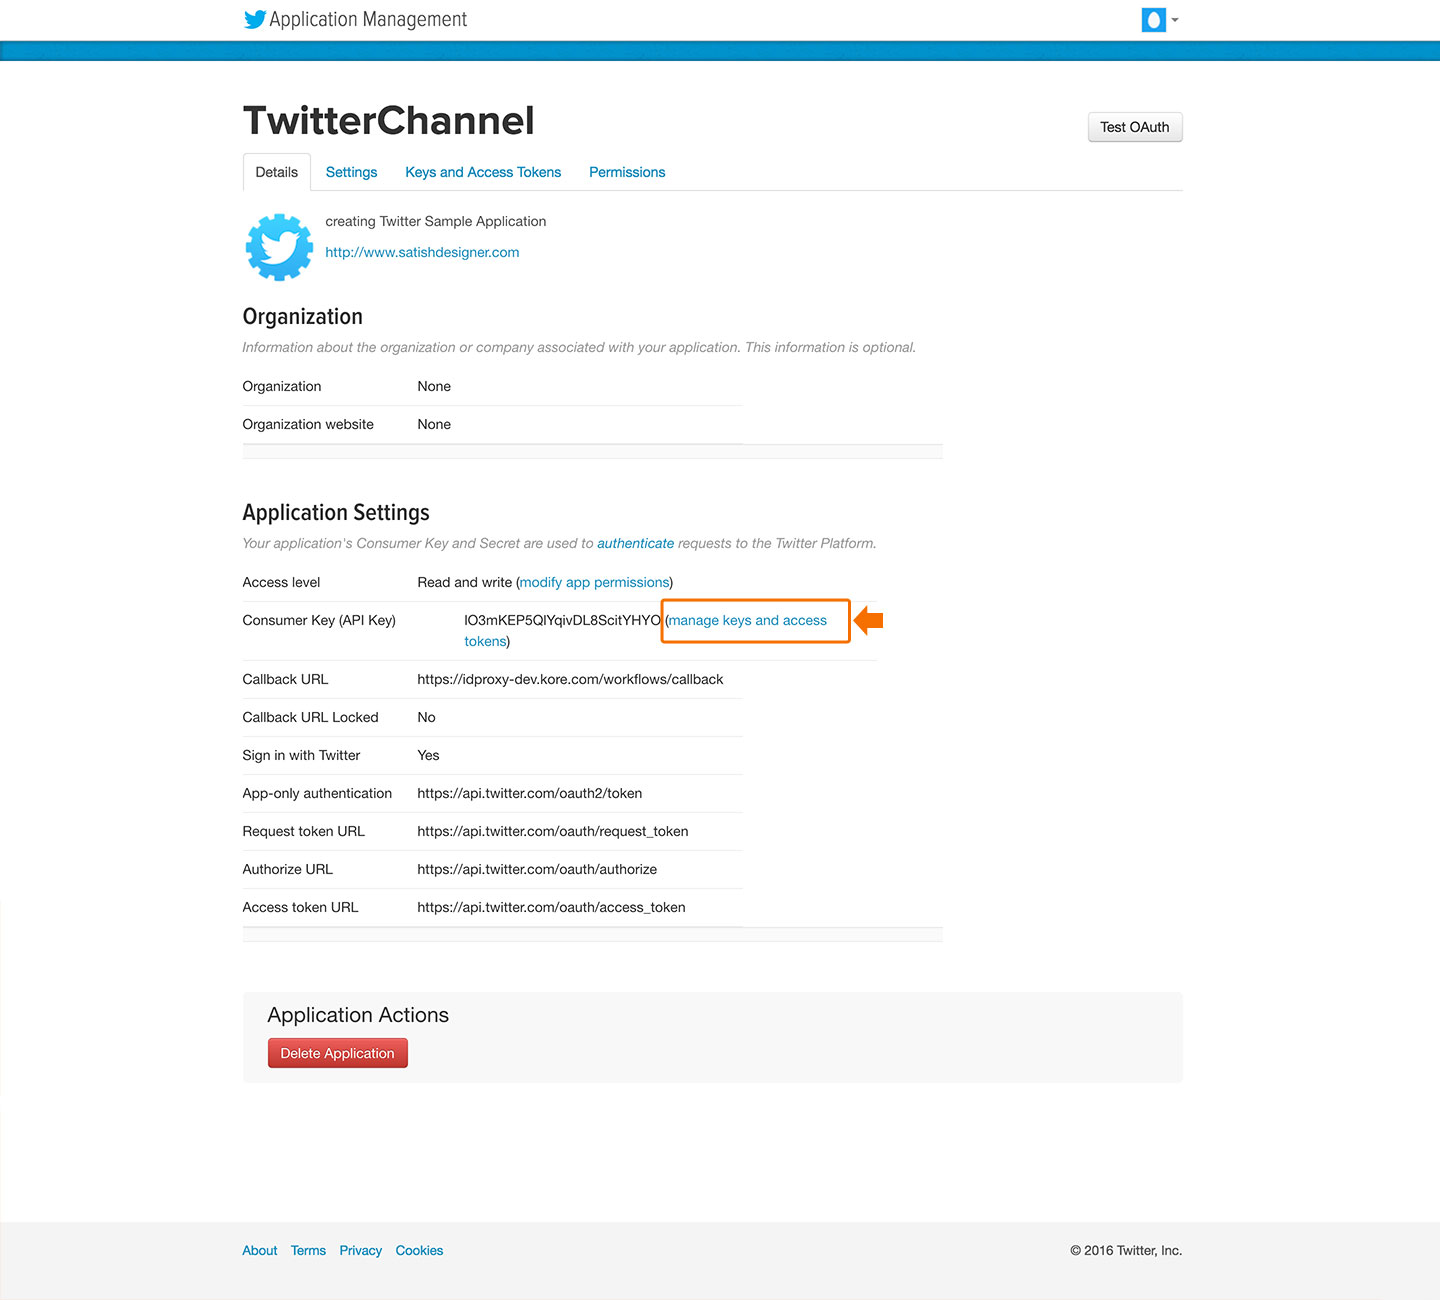 Application Management
TwitterChannel
Test OAuth
Details Settings Keys and Access Tokens Permissions
creating Twitter Sample Application
http://www.satishdesigner.com
Organization
Information about the organization or company associated with your application. This information is optional.
Organization None
Organization website None
Application Settings
Your application's Consumer Key and Secret are used to authenticate requests to the Twitter Platform.
Access level Read and write (modify app permissions)
Consumer Key (API Key) IO3mKEP5QlYqivDL8ScitYHYO (manage keys and access
tokens)
Callback URL https://idproxy-dev.kore.com/workflows/callback
Callback URL Locked No
Sign in with Twitter Yes
App-only authentication https://api.twitter.com/oauth2/token
Request token URL https://api.twitter.com/oauth/request_token
Authorize URL https://api.twitter.com/oauth/authorize
Access token URL https://api.twitter.com/oauth/access_token
Application Actions
Delete Application
About Terms Privacy Cookies © 2016 Twitter, Inc.